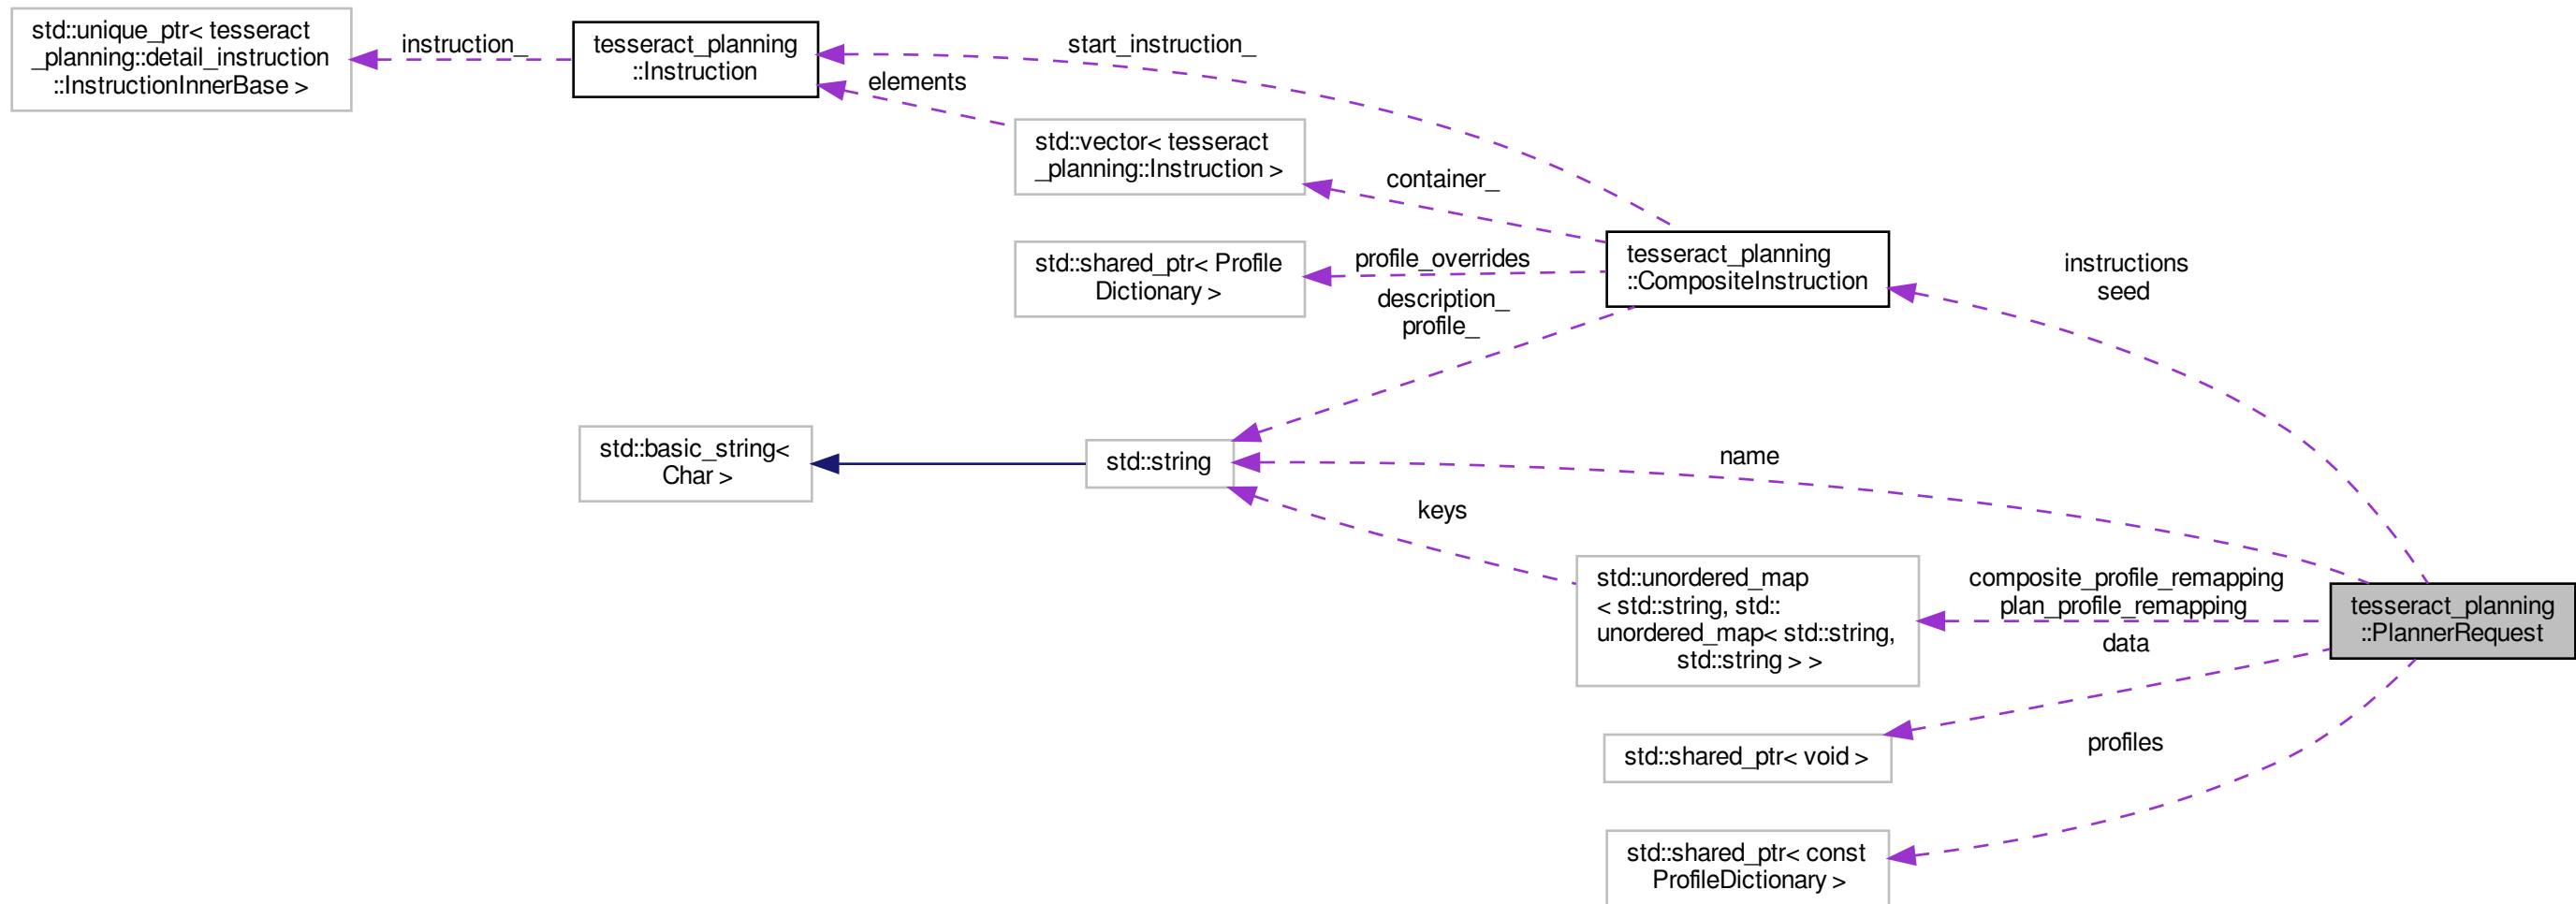 std::unique_ptr< tesseract
_planning::detail_instruction
::InstructionInnerBase >
instruction_
tesseract_planning
::Instruction
start_instruction_
elements
std::vector< tesseract
_planning::Instruction >
container_
std::shared_ptr< Profile
Dictionary >
profile_overrides
description_
profile_
tesseract_planning
::CompositeInstruction
instructions
seed
std::basic_string<
Char >
std::string
name
keys
std::unordered_map
< std::string, std::
unordered_map< std::string,
std::string > >
composite_profile_remapping
plan_profile_remapping
data
tesseract_planning
::PlannerRequest
std::shared_ptr< void >
profiles
std::shared_ptr< const
ProfileDictionary >